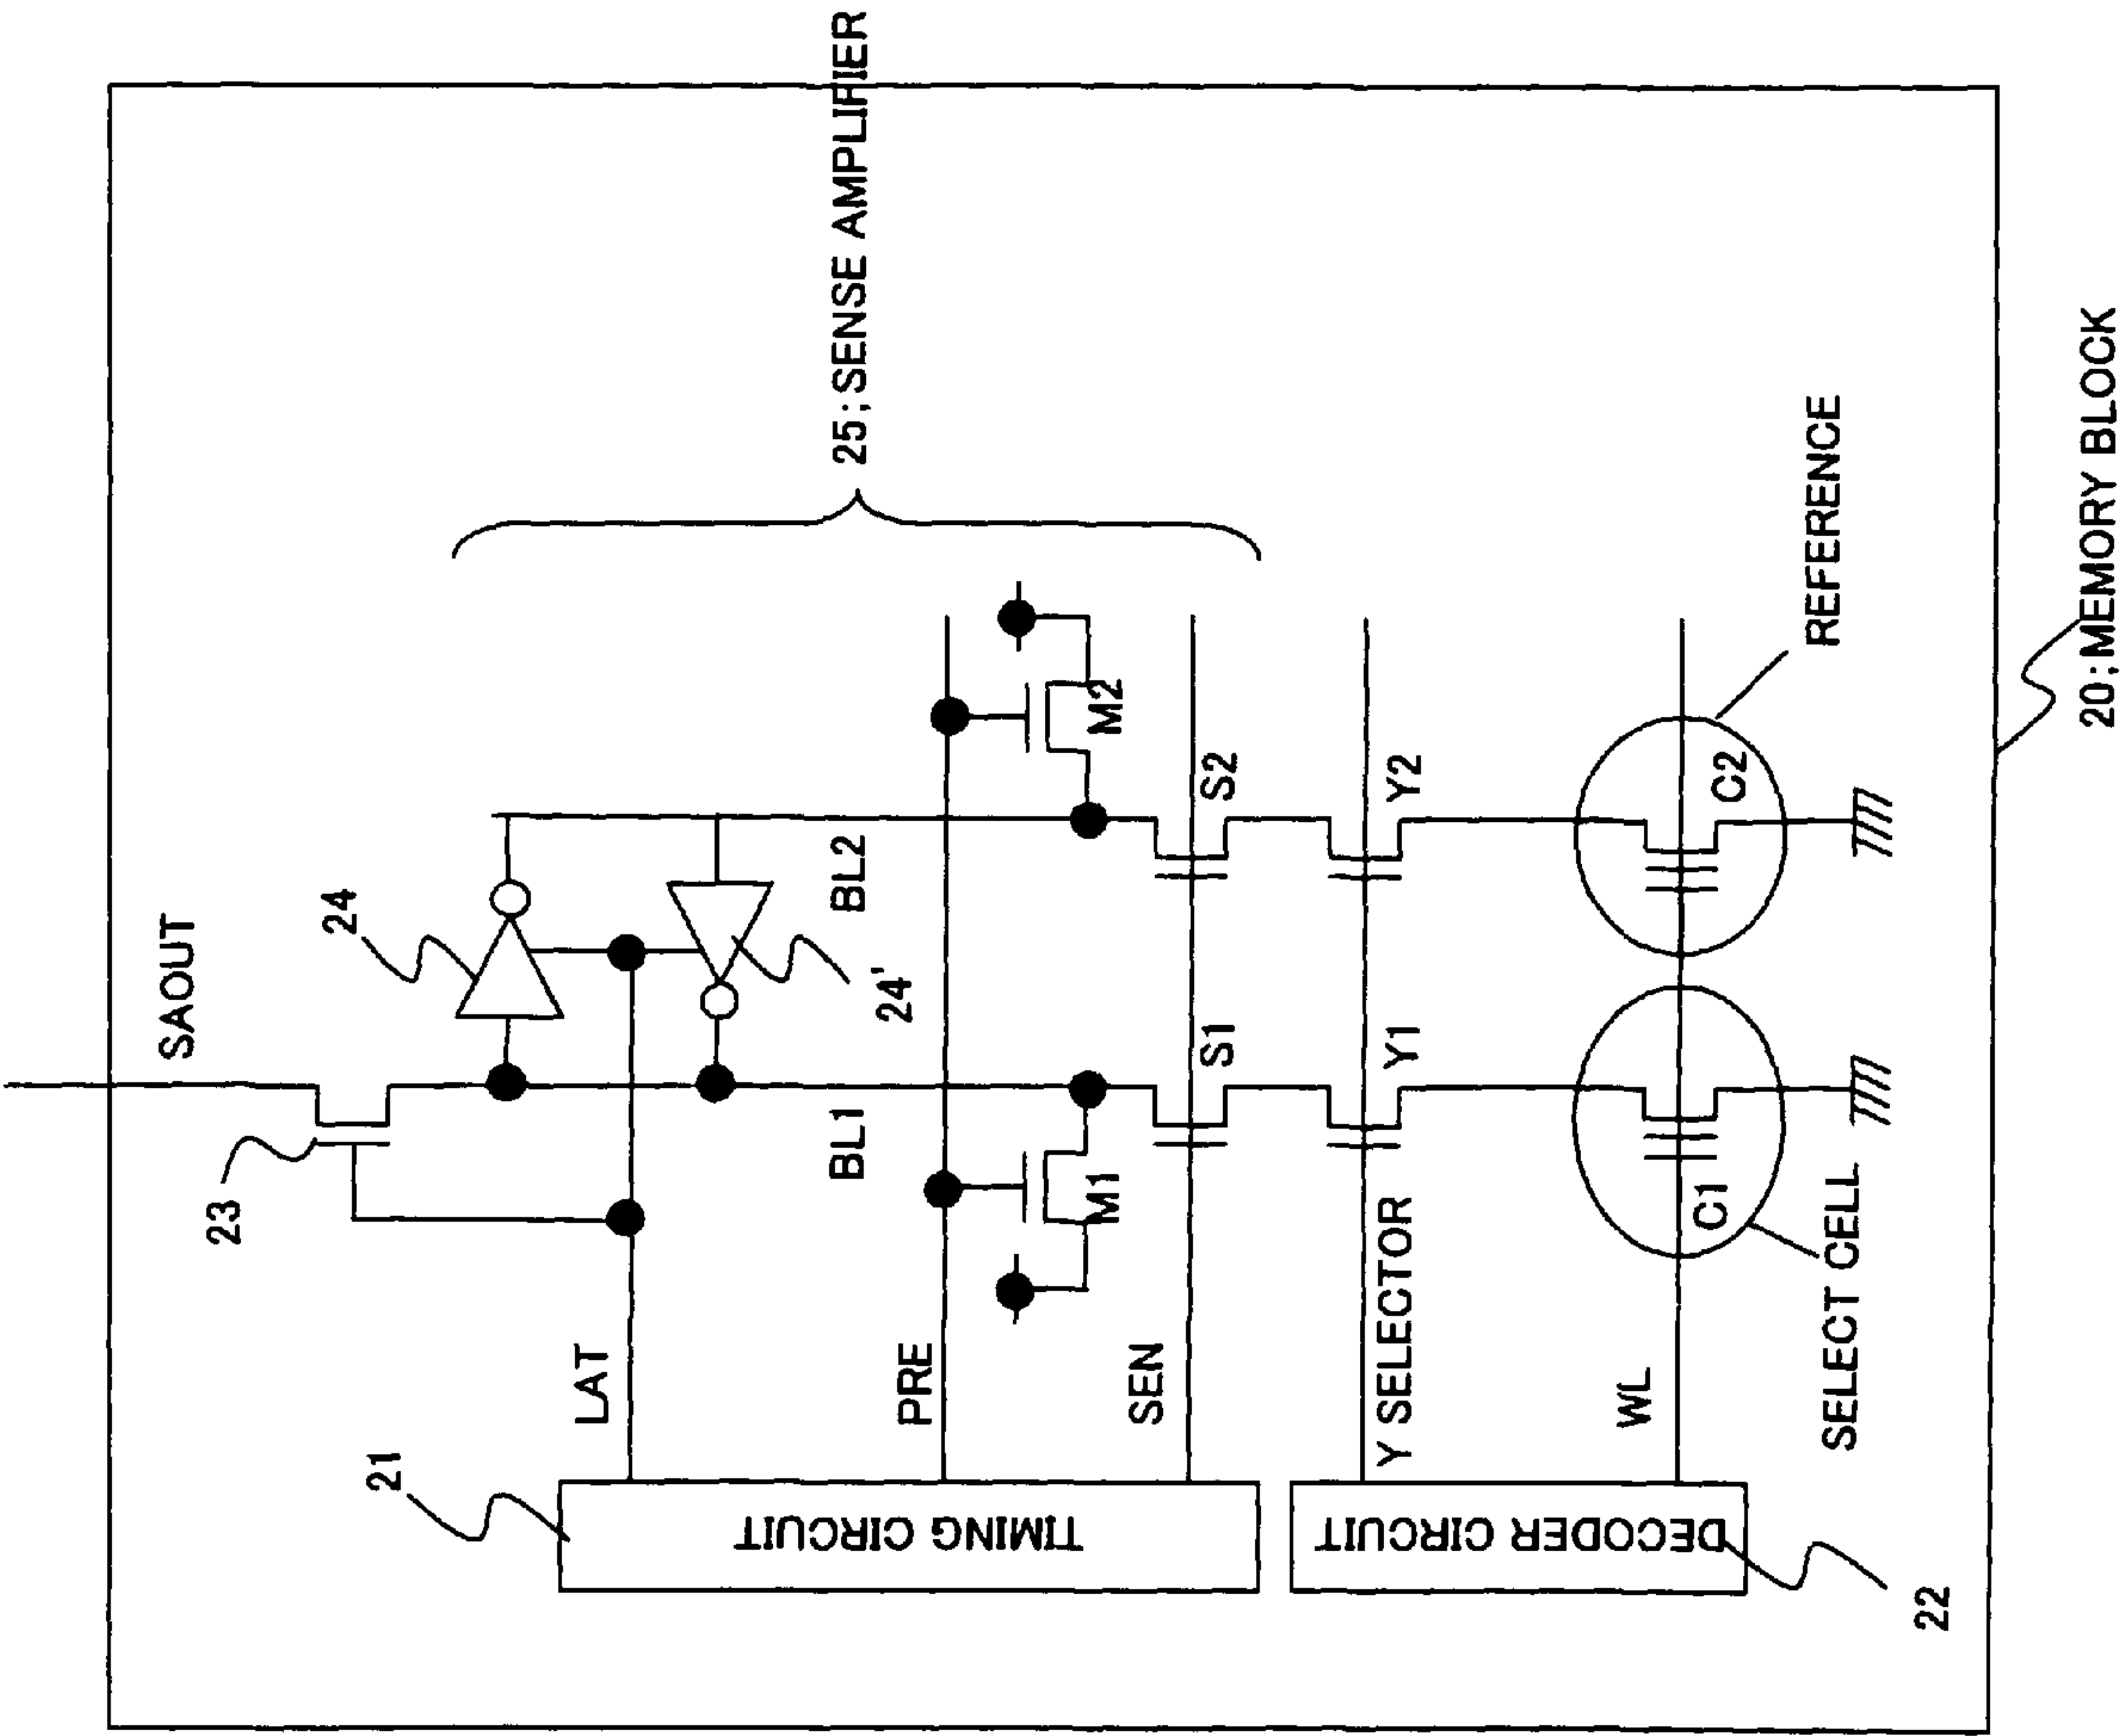 SAOUT
23
24
24'
21
LAT
BL1
BL2
25;SENSE AMPLIFIER
TIMING CIRCUIT
PRE
M1
M2
SEN
S1
S2
Y SELECTOR
Y1
Y2
DECODER CIRCUIT
WL
C1
C2
SELECT CELL
REFERENCE
22
20;MEMORY BLOCK